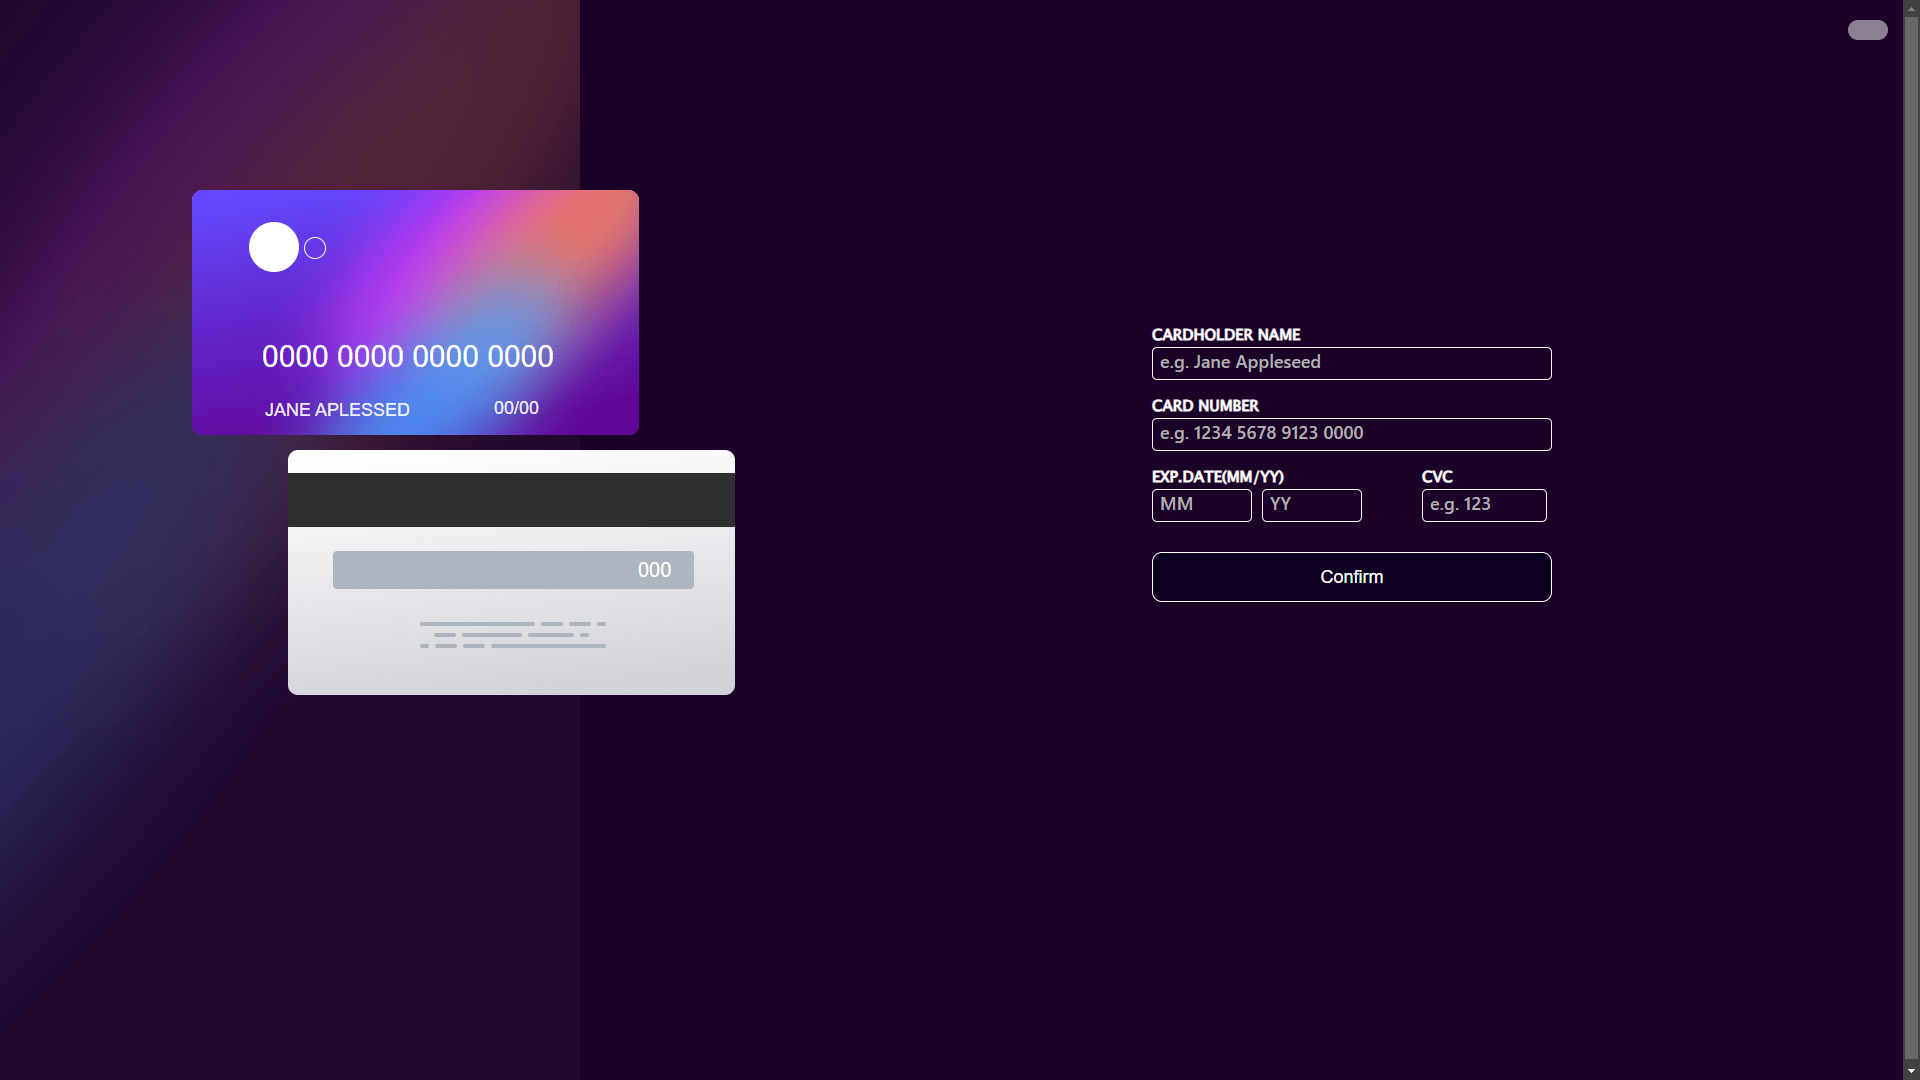 0000 0000 0000 0000
JANE APLESSED
00/00
000
CARDHOLDER NAME
e.g. Jane Appleseed
CARD NUMBER
e.g. 1234 5678 9123 0000
EXP.DATE(MM/YY)
CVC
MM
YY
e.g. 123
Confirm